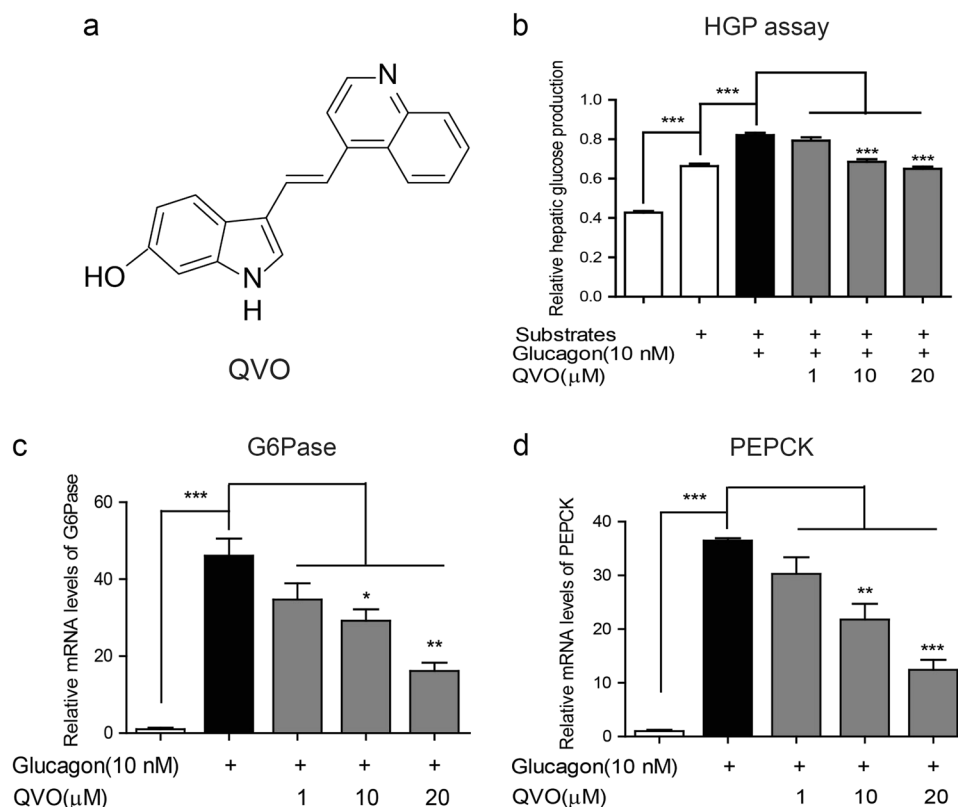 a
N
HO
N
H
QVO
b
HGP assay
Relative hepatic glucose production
1.0
0.8
0.6
0.4
0.2
0.0
***
***
***
***
Substrates + + + + +
Glucagon(10 nM) + + + +
QVO(μM) 1 10 20
c
G6Pase
Relative mRNA levels of G6Pase
60
40
20
0
***
*
**
Glucagon(10 nM) + + + +
QVO(μM) 1 10 20
d
PEPCK
Relative mRNA levels of PEPCK
40
30
20
10
0
***
**
***
Glucagon(10 nM) + + + +
QVO(μM) 1 10 20